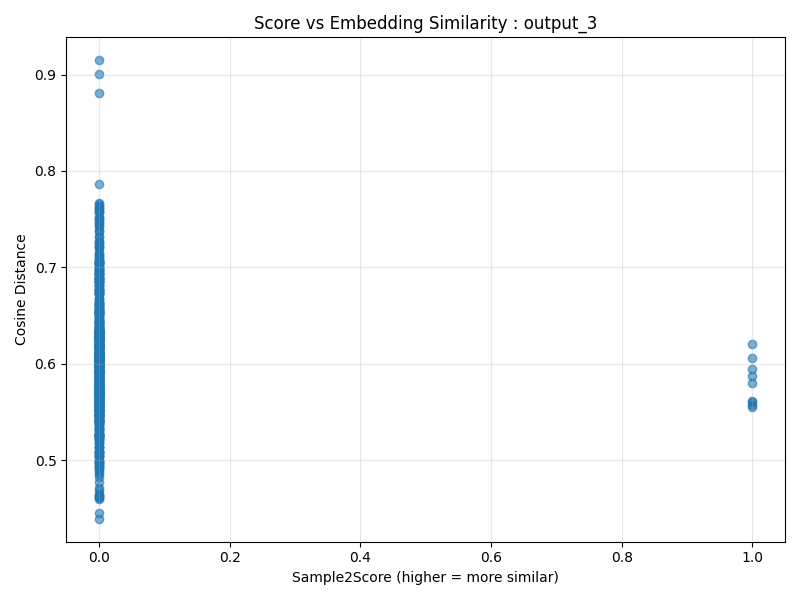 Score vs Embedding Similarity : output_3
Cosine Distance
0.9
0.8
0.7
0.6
0.5
0.0 0.2 0.4 0.6 0.8 1.0
Sample2Score (higher = more similar)